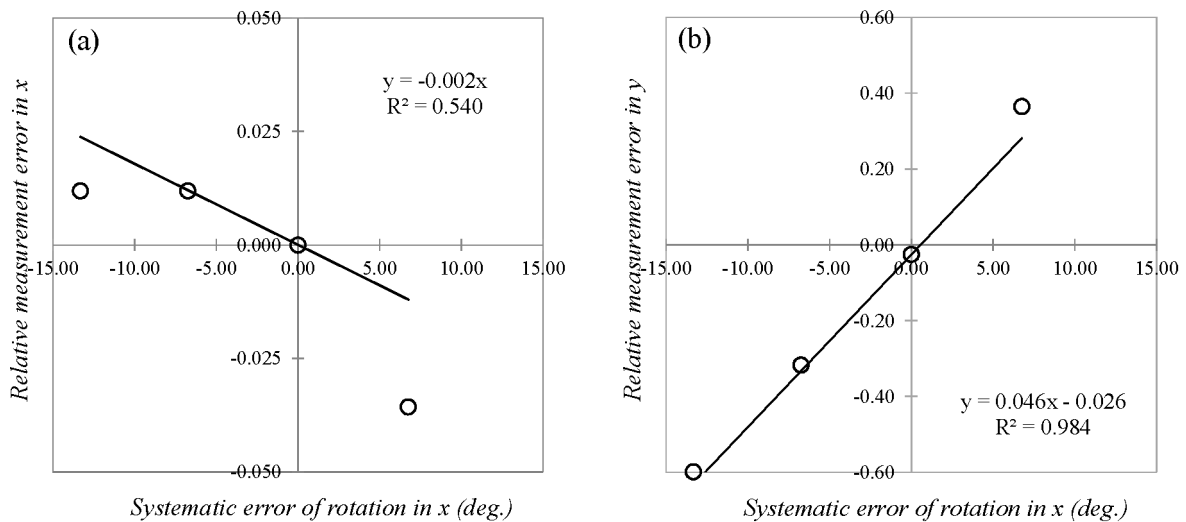 (a)
0.050
0.025
0.000
-0.025
-0.050
-15.00 -10.00 -5.00 0.00 5.00 10.00 15.00
y = -0.002x
R² = 0.540
Relative measurement error in x
Systematic error of rotation in x (deg.)
(b)
0.60
0.40
0.20
0.00
-0.20
-0.40
-0.60
-15.00 -10.00 -5.00 0.00 5.00 10.00 15.00
y = 0.046x - 0.026
R² = 0.984
Relative measurement error in y
Systematic error of rotation in x (deg.)